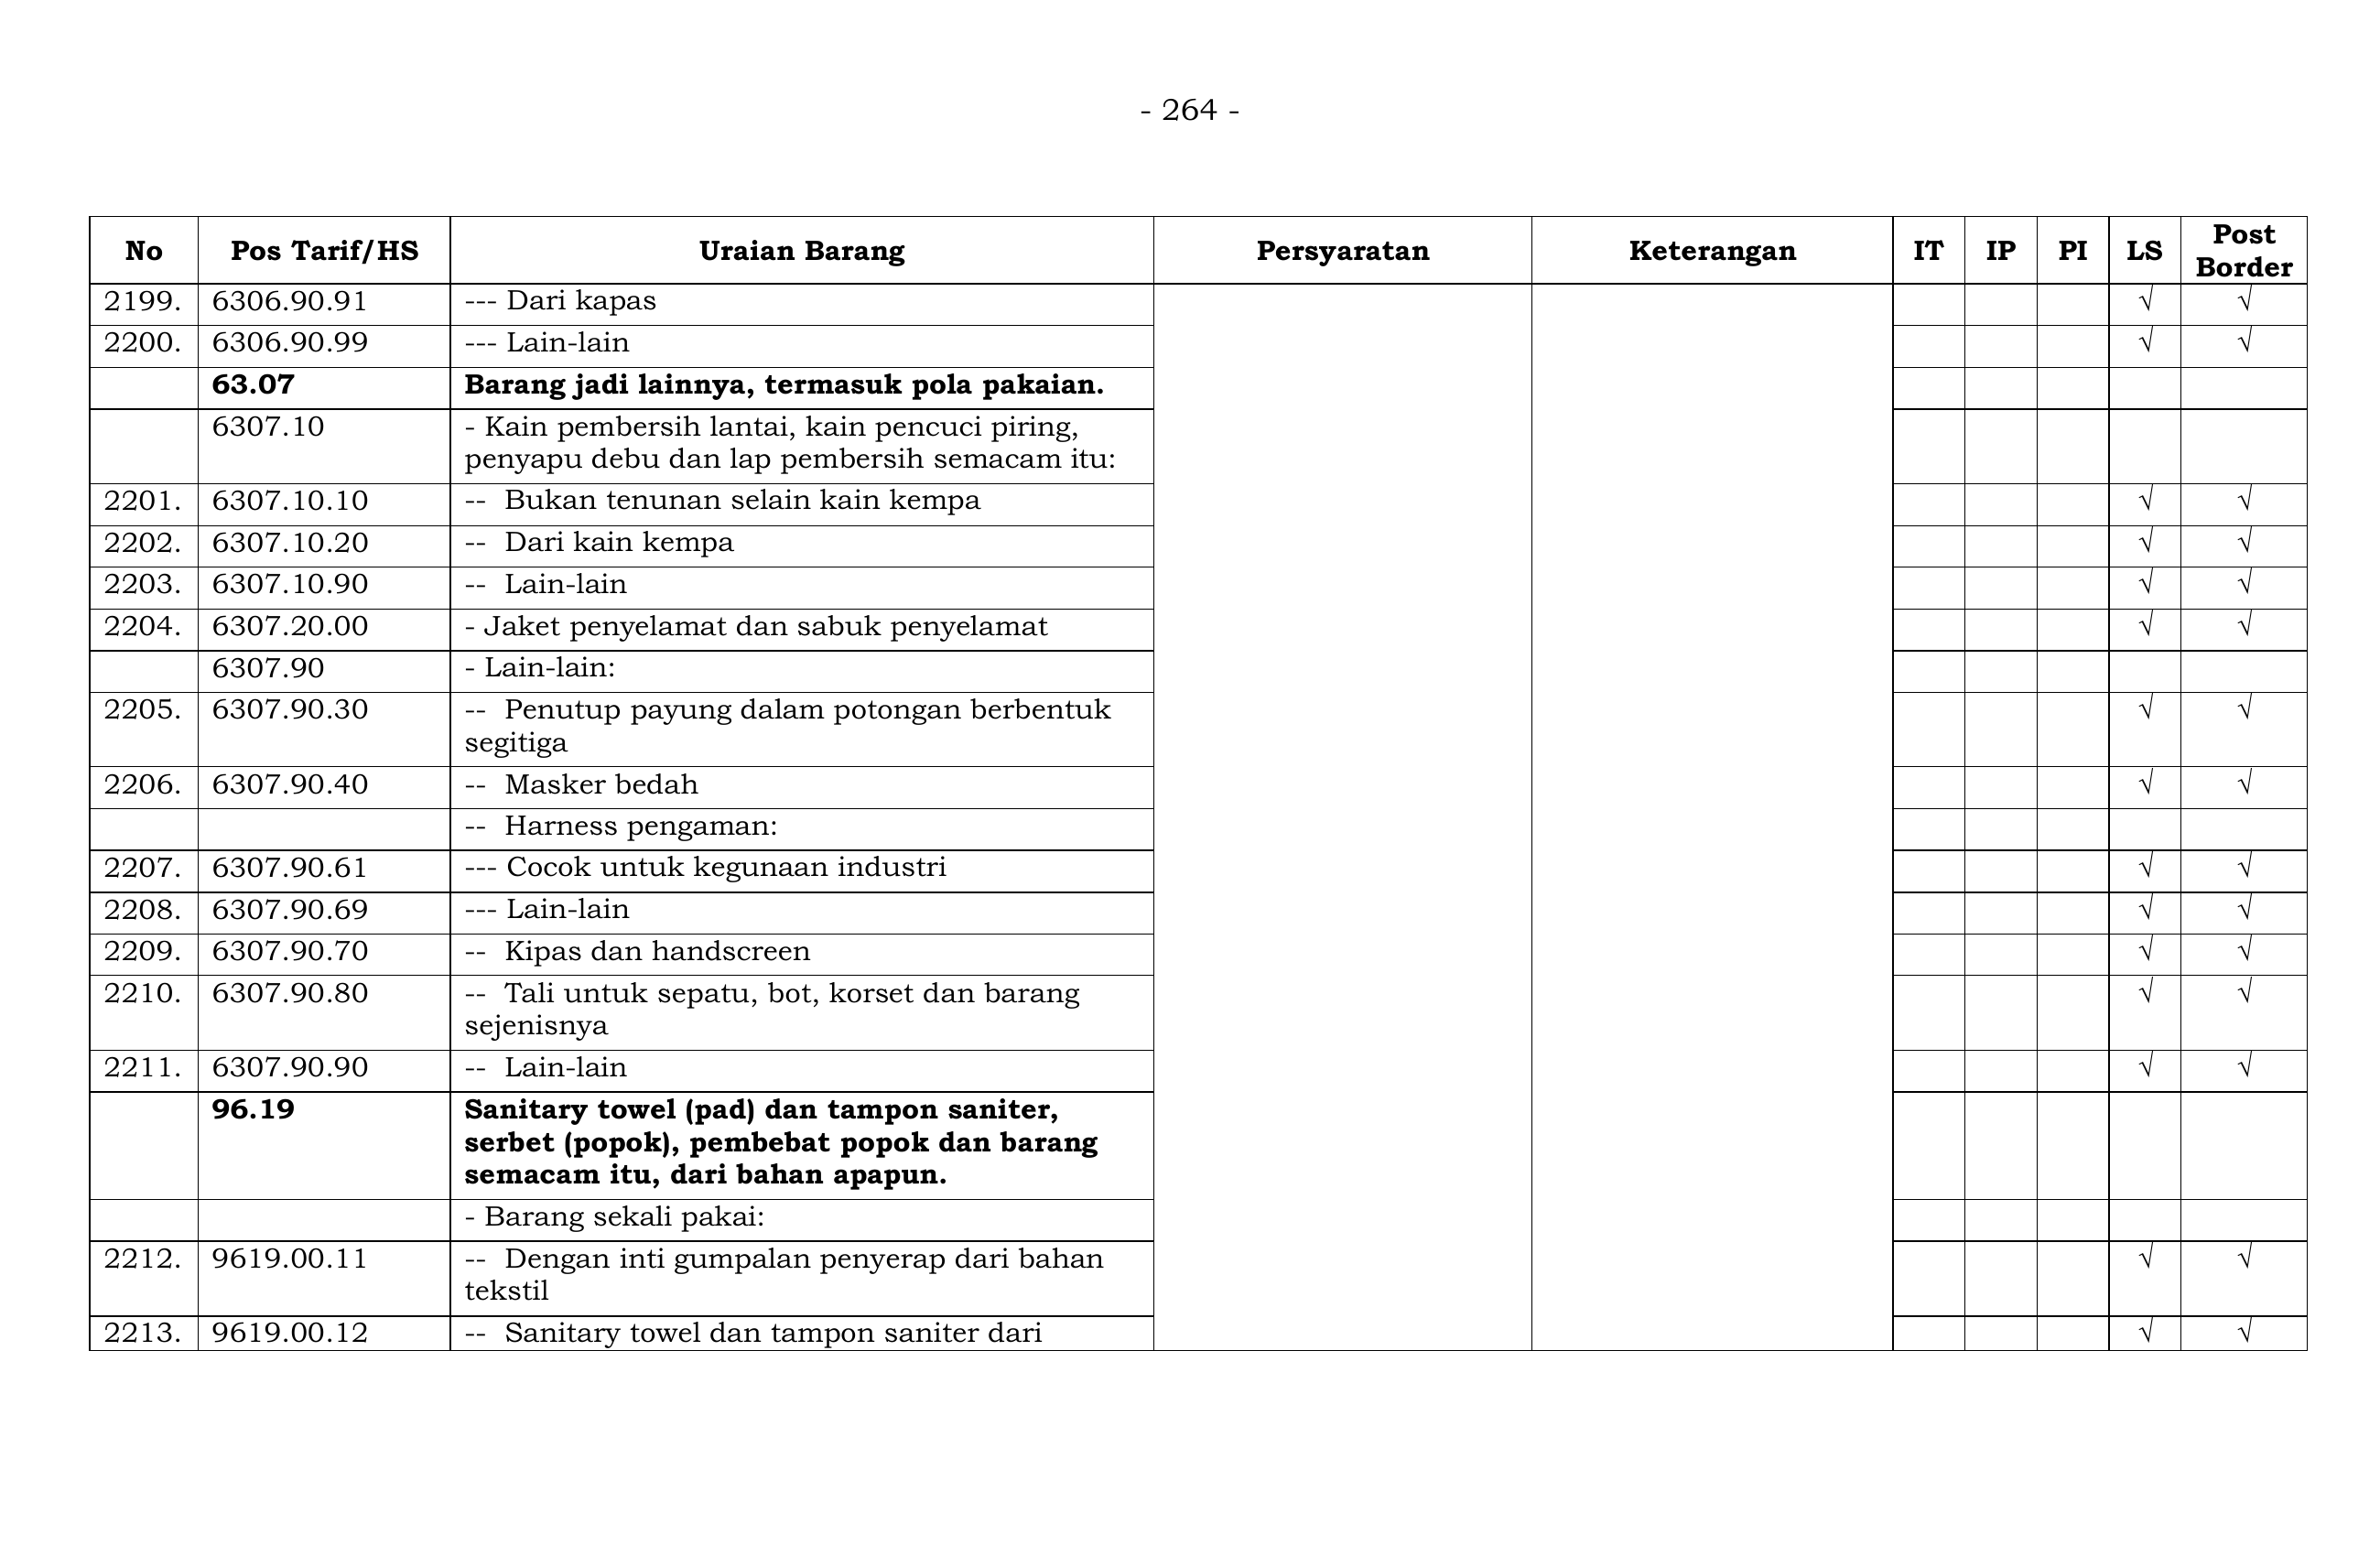 - 264 -
No Pos Tarif/HS Uraian Barang Persyaratan Keterangan IT IP PI LS Post Border
2199. 6306.90.91 --- Dari kapas √ √
2200. 6306.90.99 --- Lain-lain √ √
63.07 Barang jadi lainnya, termasuk pola pakaian.
6307.10 - Kain pembersih lantai, kain pencuci piring,
penyapu debu dan lap pembersih semacam itu:
2201. 6307.10.10 -- Bukan tenunan selain kain kempa √ √
2202. 6307.10.20 -- Dari kain kempa √ √
2203. 6307.10.90 -- Lain-lain √ √
2204. 6307.20.00 - Jaket penyelamat dan sabuk penyelamat √ √
6307.90 - Lain-lain:
2205. 6307.90.30 -- Penutup payung dalam potongan berbentuk √ √
segitiga
2206. 6307.90.40 -- Masker bedah √ √
-- Harness pengaman:
2207. 6307.90.61 --- Cocok untuk kegunaan industri √ √
2208. 6307.90.69 --- Lain-lain √ √
2209. 6307.90.70 -- Kipas dan handscreen √ √
2210. 6307.90.80 -- Tali untuk sepatu, bot, korset dan barang √ √
sejenisnya
2211. 6307.90.90 -- Lain-lain √ √
96.19 Sanitary towel (pad) dan tampon saniter,
serbet (popok), pembebat popok dan barang
semacam itu, dari bahan apapun.
- Barang sekali pakai:
2212. 9619.00.11 -- Dengan inti gumpalan penyerap dari bahan √ √
tekstil
2213. 9619.00.12 -- Sanitary towel dan tampon saniter dari √ √